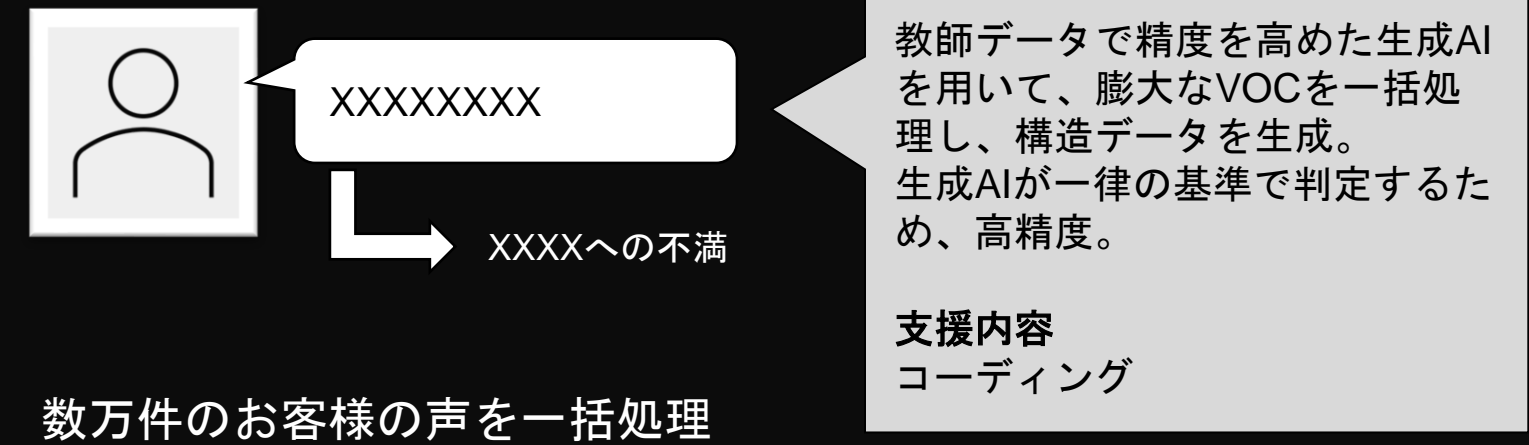 XXXXXXXX
XXXXへの不満
数万件のお客様の声を一括処理
教師データで精度を高めた生成AI
を用いて、膨大なVOCを一括処
理し、構造データを生成。
生成AIが一律の基準で判定するた
め、高精度。
支援内容
コーディング